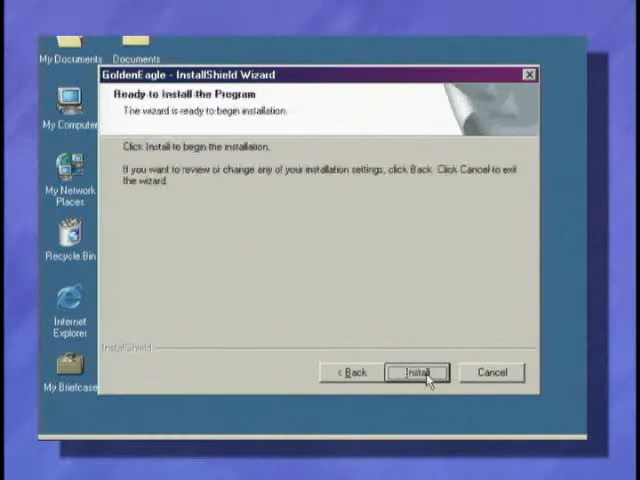 My Documents
Documents
GoldenEagle - InstallShield Wizard
Ready to Install the Program
The wizard is ready to begin installation.
My Computer
Click Install to begin the installation.
If you want to review or change any of your installation settings, click Back. Click Cancel to exit
the wizard.
My Network
Places
Recycle Bin
Internet
Explorer
InstallShield
< Back
Install
Cancel
My Briefcase